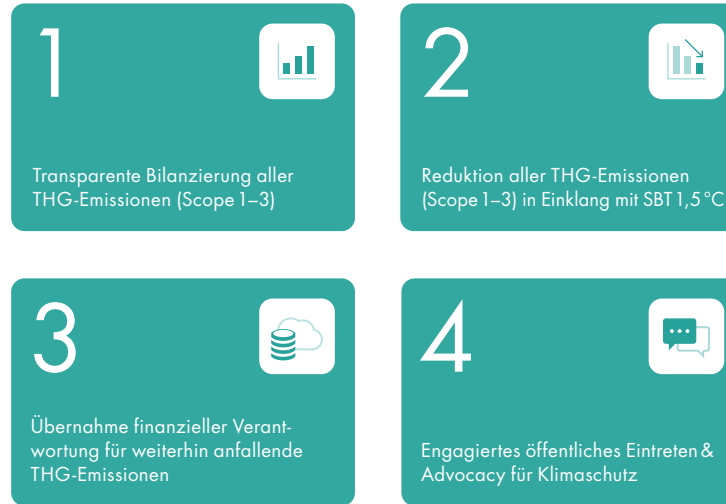 1
Transparente Bilanzierung aller
THG-Emissionen (Scope 1–3)
2
Reduktion aller THG-Emissionen
(Scope 1–3) in Einklang mit SBT 1,5 °C
3
Übernahme finanzieller Verant-
wortung für weiterhin anfallende
THG-Emissionen
4
Engagiertes öffentliches Eintreten &
Advocacy für Klimaschutz